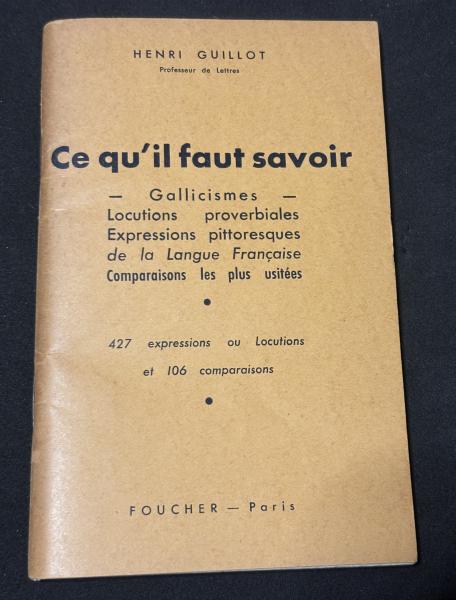 HENRI GUILLOT
Professeur de Lettres
Ce qu'il faut savoir
— Gallicismes —
Locutions proverbiales
Expressions pittoresques
de la Langue Française
Comparaisons les plus usitées
427 expressions ou Locutions
et 106 comparaisons
FOUCHER — Paris